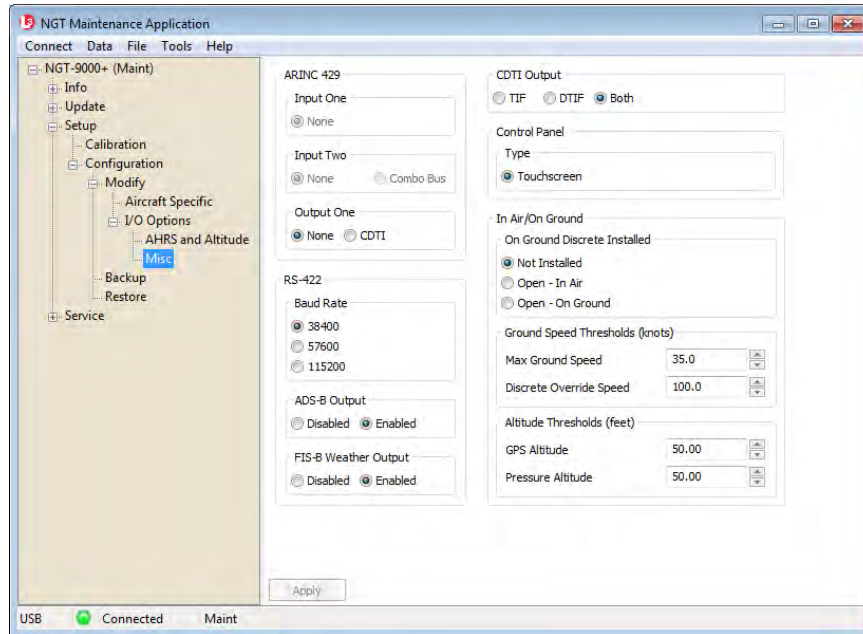 NGT Maintenance Application
Connect Data File Tools Help
NGT-9000+ (Maint)
Info
Update
Setup
Calibration
Configuration
Modify
Aircraft Specific
I/O Options
AHRS and Altitude
Misc
Backup
Restore
Service
ARINC 429
Input One
None
Input Two
None Combo Bus
Output One
None CDTI
RS-422
Baud Rate
38400
57600
115200
ADS-B Output
Disabled Enabled
FIS-B Weather Output
Disabled Enabled
CDTI Output
TIF DTIF Both
Control Panel
Type
Touchscreen
In Air/On Ground
On Ground Discrete Installed
Not Installed
Open - In Air
Open - On Ground
Ground Speed Thresholds (knots)
Max Ground Speed 35.0
Discrete Override Speed 100.0
Altitude Thresholds (feet)
GPS Altitude 50.00
Pressure Altitude 50.00
Apply
USB Connected Maint